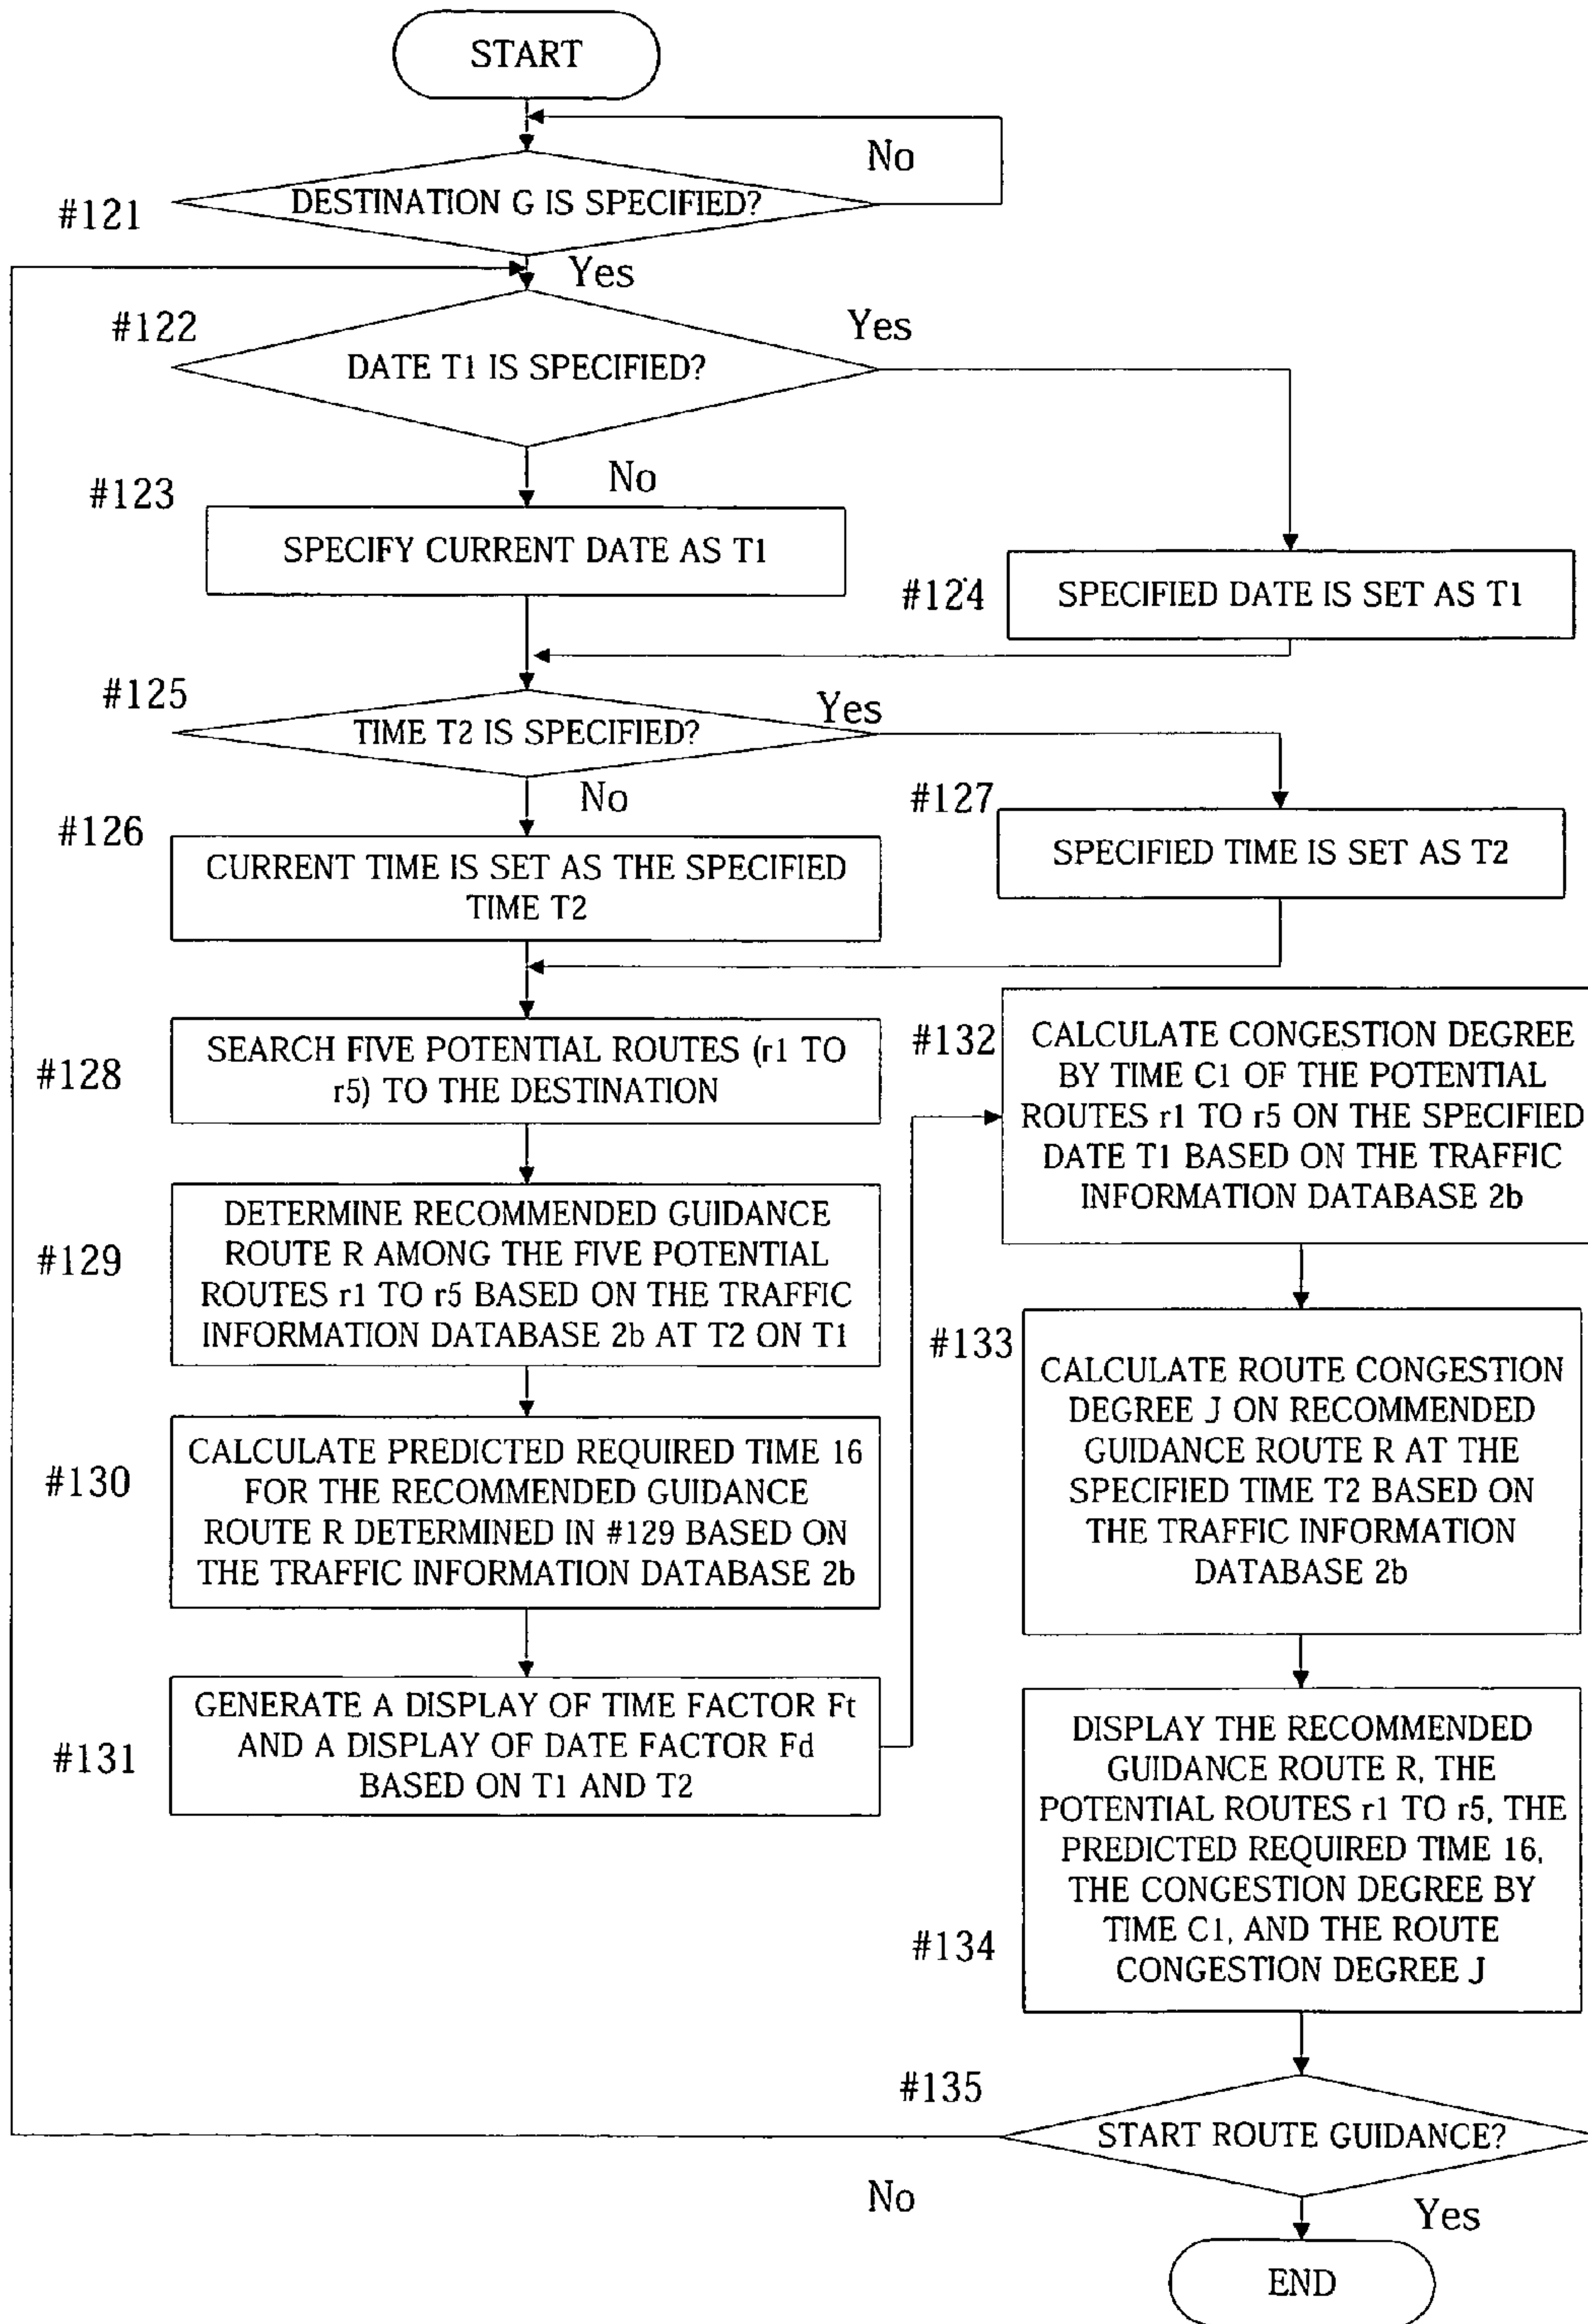 START
No
#121
DESTINATION G IS SPECIFIED?
Yes
#122
Yes
DATE T1 IS SPECIFIED?
No
#123
SPECIFY CURRENT DATE AS T1
#124
SPECIFIED DATE IS SET AS T1
#125
Yes
TIME T2 IS SPECIFIED?
No
#126
CURRENT TIME IS SET AS THE SPECIFIED
TIME T2
#127
SPECIFIED TIME IS SET AS T2
#128
SEARCH FIVE POTENTIAL ROUTES (r1 TO
r5) TO THE DESTINATION
#129
DETERMINE RECOMMENDED GUIDANCE
ROUTE R AMONG THE FIVE POTENTIAL
ROUTES r1 TO r5 BASED ON THE TRAFFIC
INFORMATION DATABASE 2b AT T2 ON T1
#130
CALCULATE PREDICTED REQUIRED TIME 16
FOR THE RECOMMENDED GUIDANCE
ROUTE R DETERMINED IN #129 BASED ON
THE TRAFFIC INFORMATION DATABASE 2b
#131
GENERATE A DISPLAY OF TIME FACTOR Ft
AND A DISPLAY OF DATE FACTOR Fd
BASED ON T1 AND T2
#132
CALCULATE CONGESTION DEGREE
BY TIME C1 OF THE POTENTIAL
ROUTES r1 TO r5 ON THE SPECIFIED
DATE T1 BASED ON THE TRAFFIC
INFORMATION DATABASE 2b
#133
CALCULATE ROUTE CONGESTION
DEGREE J ON RECOMMENDED
GUIDANCE ROUTE R AT THE
SPECIFIED TIME T2 BASED ON
THE TRAFFIC INFORMATION
DATABASE 2b
#134
DISPLAY THE RECOMMENDED
GUIDANCE ROUTE R, THE
POTENTIAL ROUTES r1 TO r5, THE
PREDICTED REQUIRED TIME 16,
THE CONGESTION DEGREE BY
TIME C1, AND THE ROUTE
CONGESTION DEGREE J
#135
START ROUTE GUIDANCE?
No
Yes
END